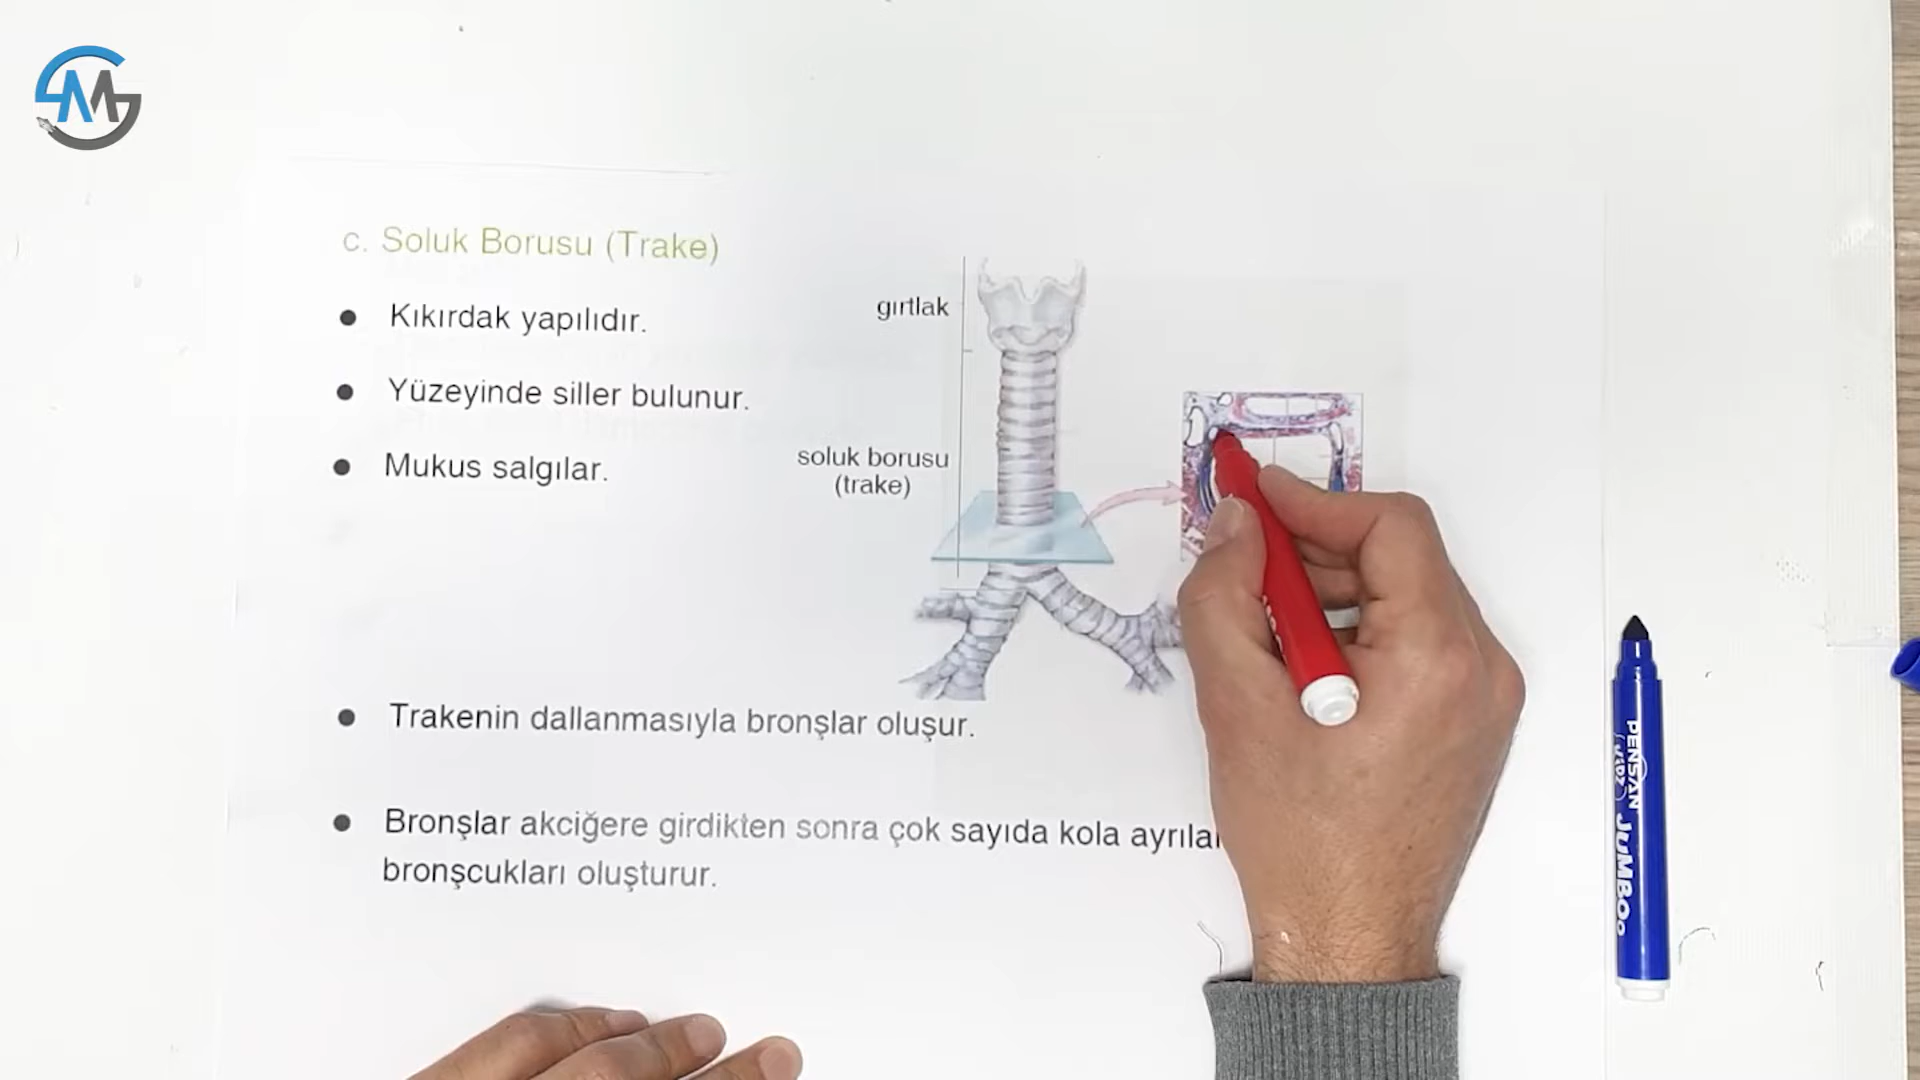 c. Soluk Borusu (Trake)
● Kıkırdak yapılıdır.
gırtlak
● Yüzeyinde siller bulunur.
● Mukus salgılar.
soluk borusu
(trake)
● Trakenin dallanmasıyla bronşlar oluşur.
● Bronşlar akciğere girdikten sonra çok sayıda kola
bronşcukları oluşturur.
PENSAN
JUMBO